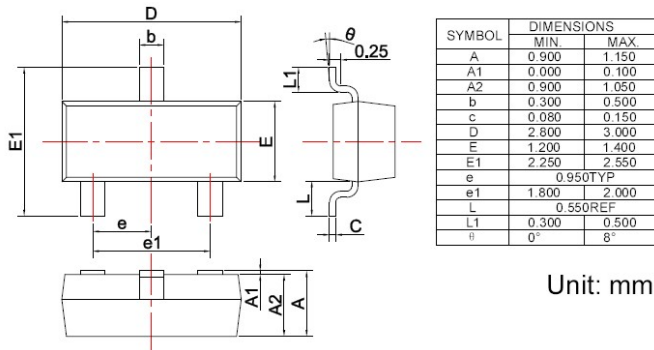 D
b
E1
E
e
e1
θ
0.25
L1
L
C
A1
A2
A
SYMBOL DIMENSIONS
MIN. MAX.
A 0.900 1.150
A1 0.000 0.100
A2 0.900 1.050
b 0.300 0.500
c 0.080 0.150
D 2.800 3.000
E 1.200 1.400
E1 2.250 2.550
e 0.950TYP
e1 1.800 2.000
L 0.550REF
L1 0.300 0.500
θ 0° 8°
Unit: mm